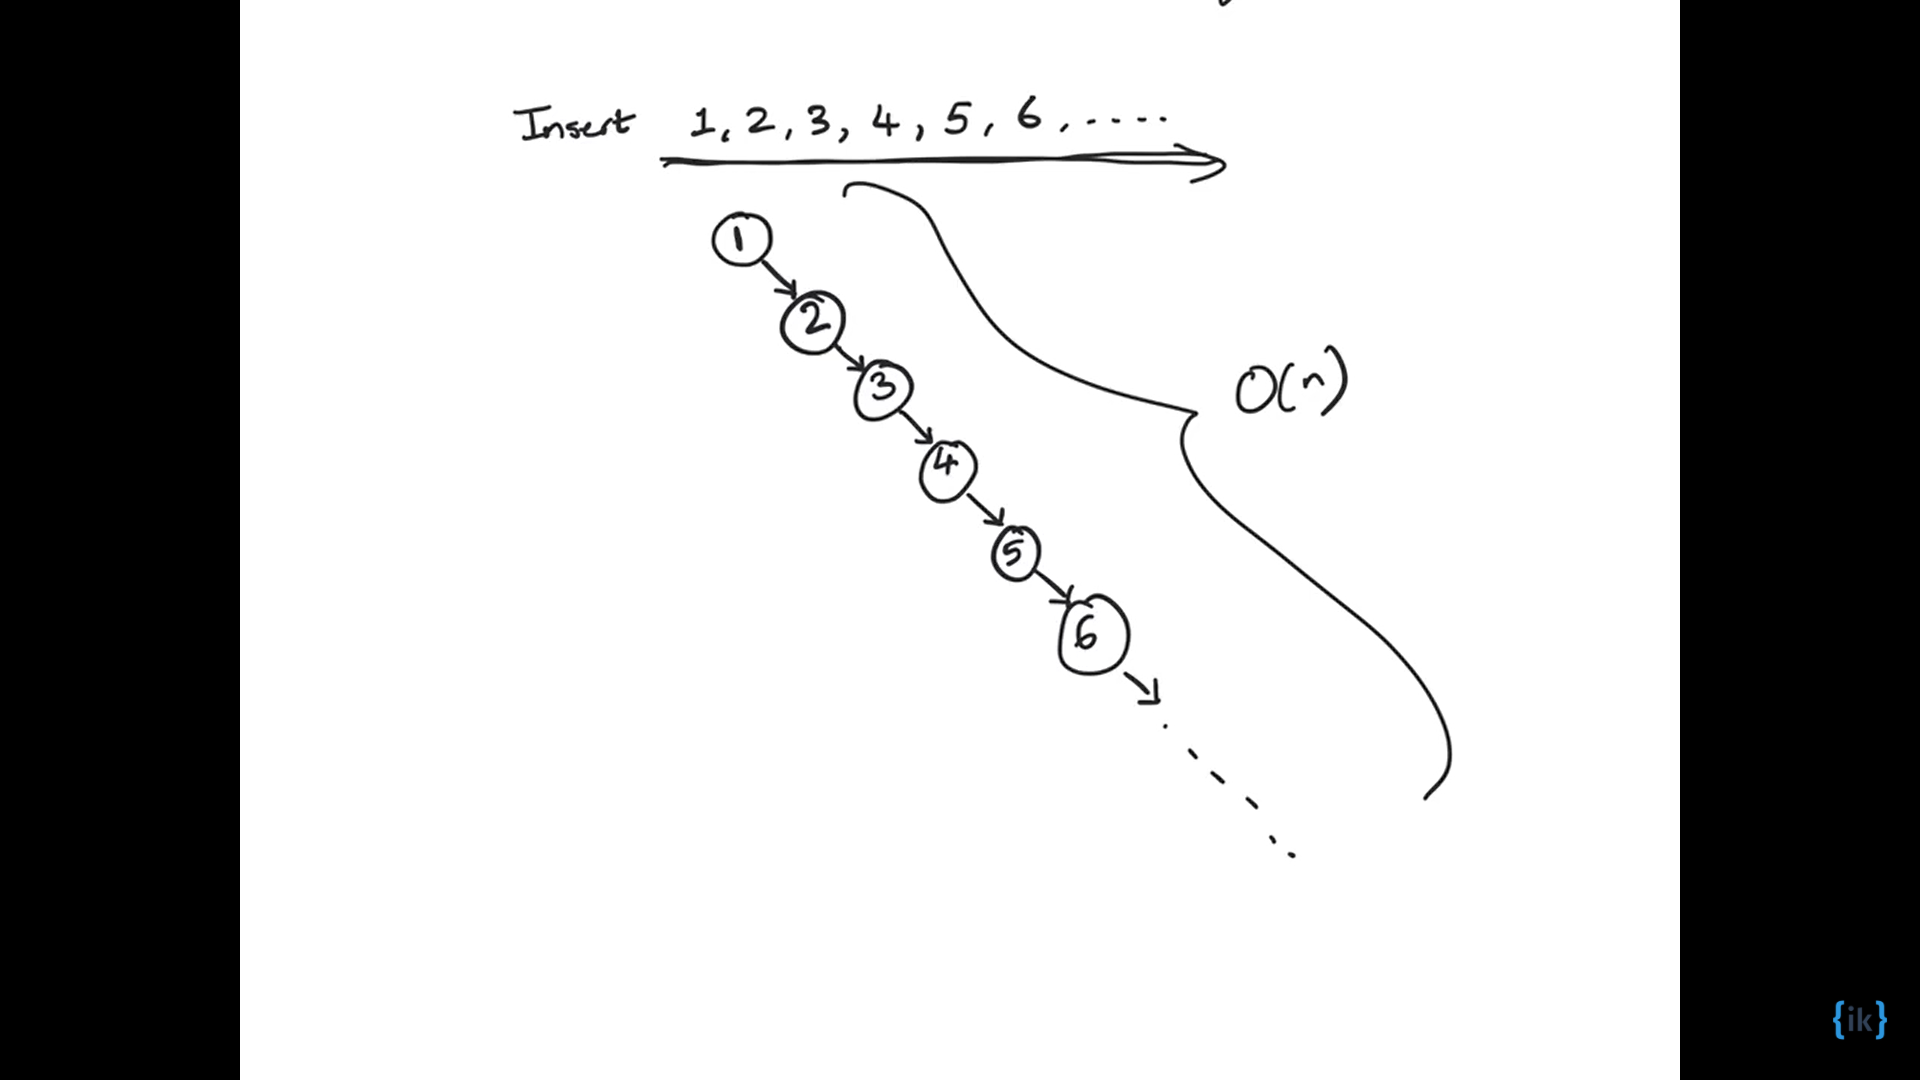 Insert 1, 2, 3, 4, 5, 6, .....
1
2
3
O(n)
4
5
6
{ik}